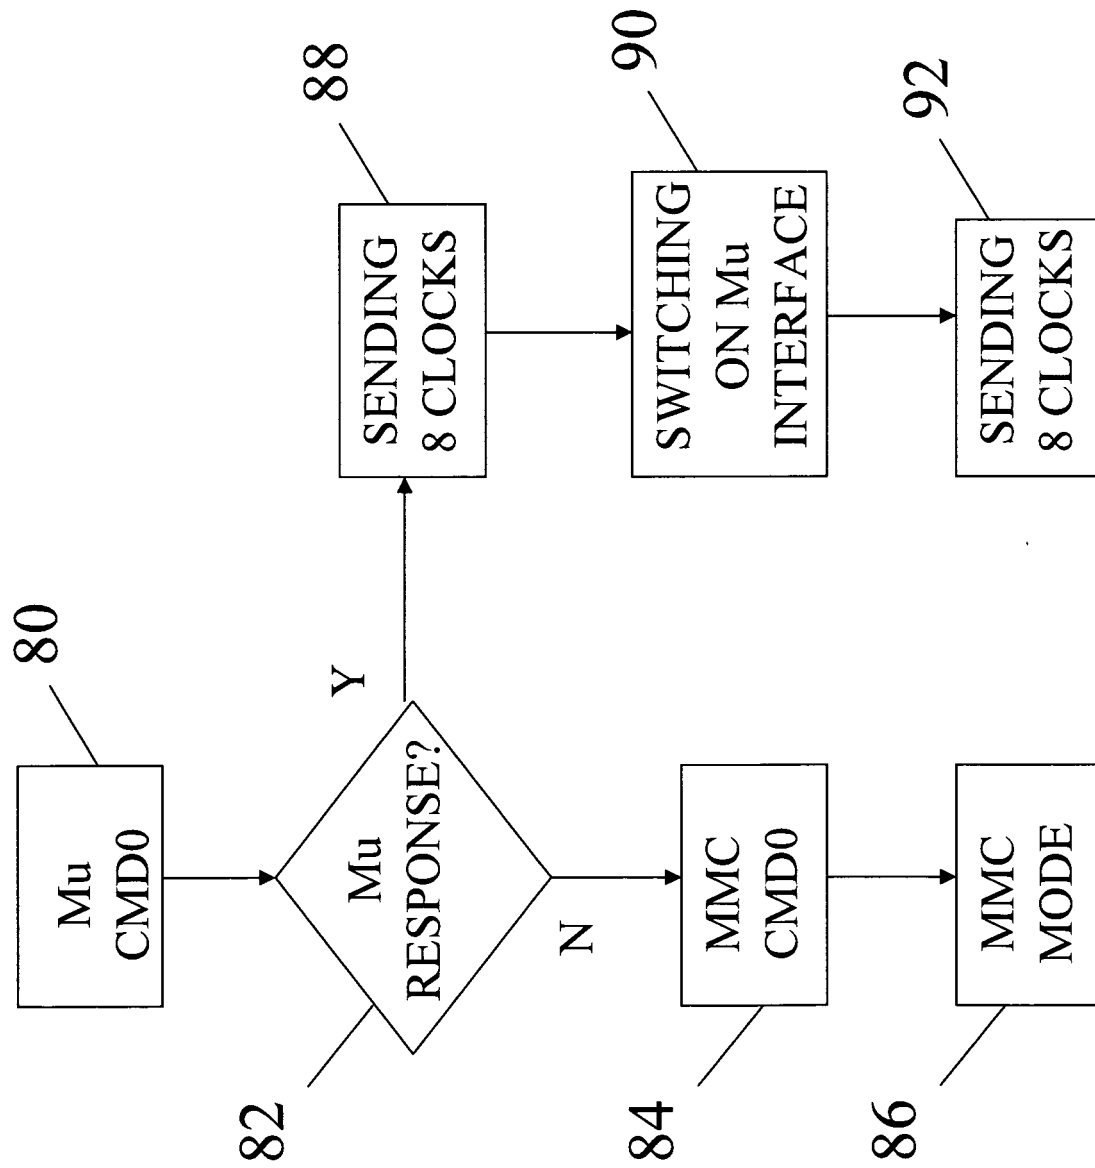 80
Mu
CMD0
82
Mu
RESPONSE?
Y
N
84
MMC
CMD0
86
MMC
MODE
88
SENDING
8 CLOCKS
90
SWITCHING
ON Mu
INTERFACE
92
SENDING
8 CLOCKS